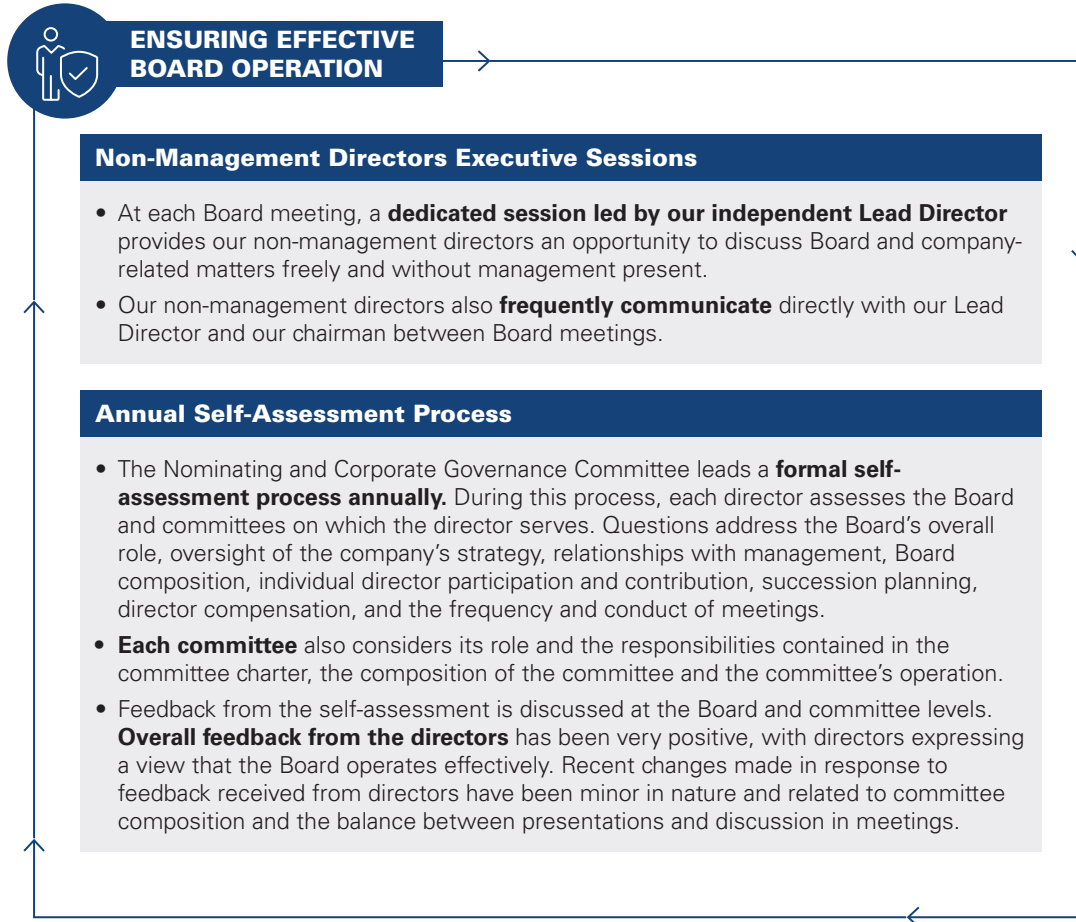 ENSURING EFFECTIVE
BOARD OPERATION
Non-Management Directors Executive Sessions
• At each Board meeting, a dedicated session led by our independent Lead Director
provides our non-management directors an opportunity to discuss Board and company-
related matters freely and without management present.
• Our non-management directors also frequently communicate directly with our Lead
Director and our chairman between Board meetings.
Annual Self-Assessment Process
• The Nominating and Corporate Governance Committee leads a formal self-
assessment process annually. During this process, each director assesses the Board
and committees on which the director serves. Questions address the Board’s overall
role, oversight of the company’s strategy, relationships with management, Board
composition, individual director participation and contribution, succession planning,
director compensation, and the frequency and conduct of meetings.
• Each committee also considers its role and the responsibilities contained in the
committee charter, the composition of the committee and the committee’s operation.
• Feedback from the self-assessment is discussed at the Board and committee levels.
Overall feedback from the directors has been very positive, with directors expressing
a view that the Board operates effectively. Recent changes made in response to
feedback received from directors have been minor in nature and related to committee
composition and the balance between presentations and discussion in meetings.